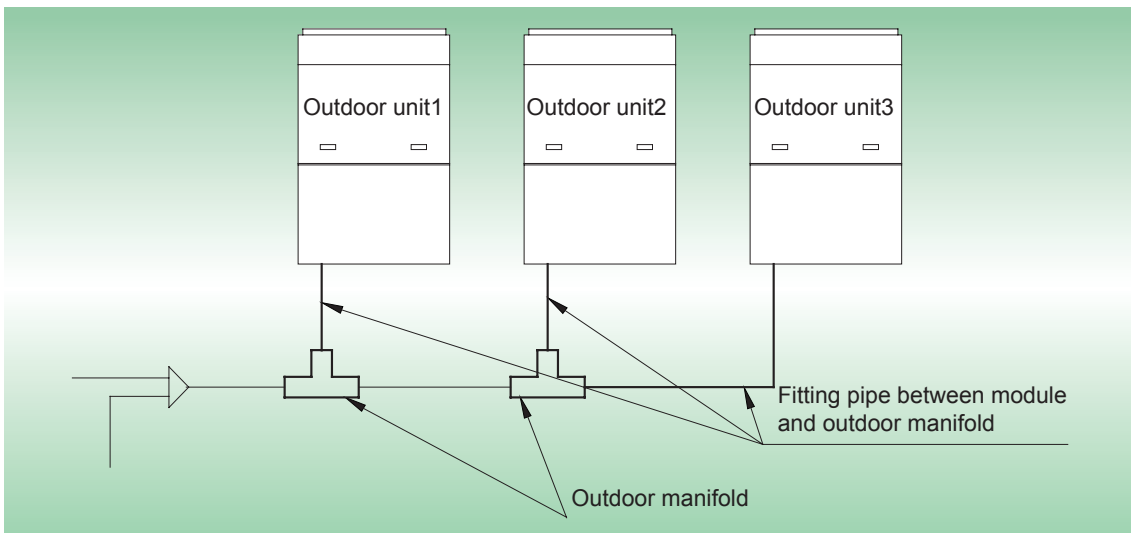 Outdoor unit1
Outdoor unit2
Outdoor unit3
Fitting pipe between module
and outdoor manifold
Outdoor manifold